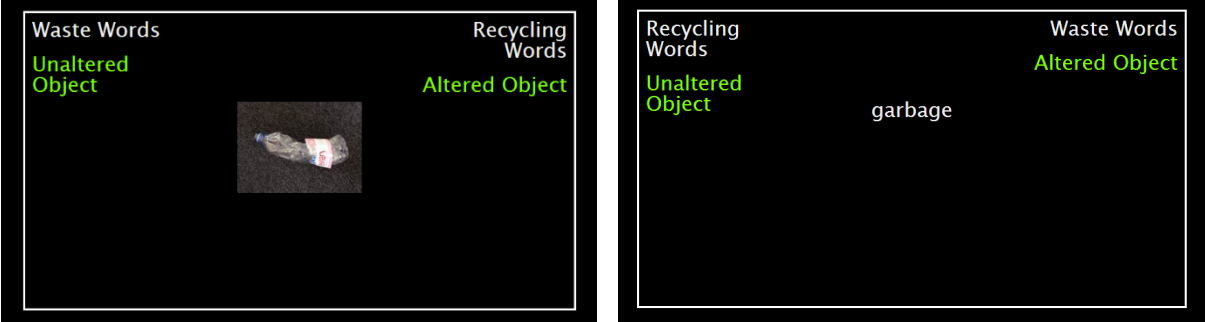 Waste Words
Unaltered
Object
Recycling
Words
Altered Object
Recycling
Words
Unaltered
Object
Waste Words
Altered Object
garbage